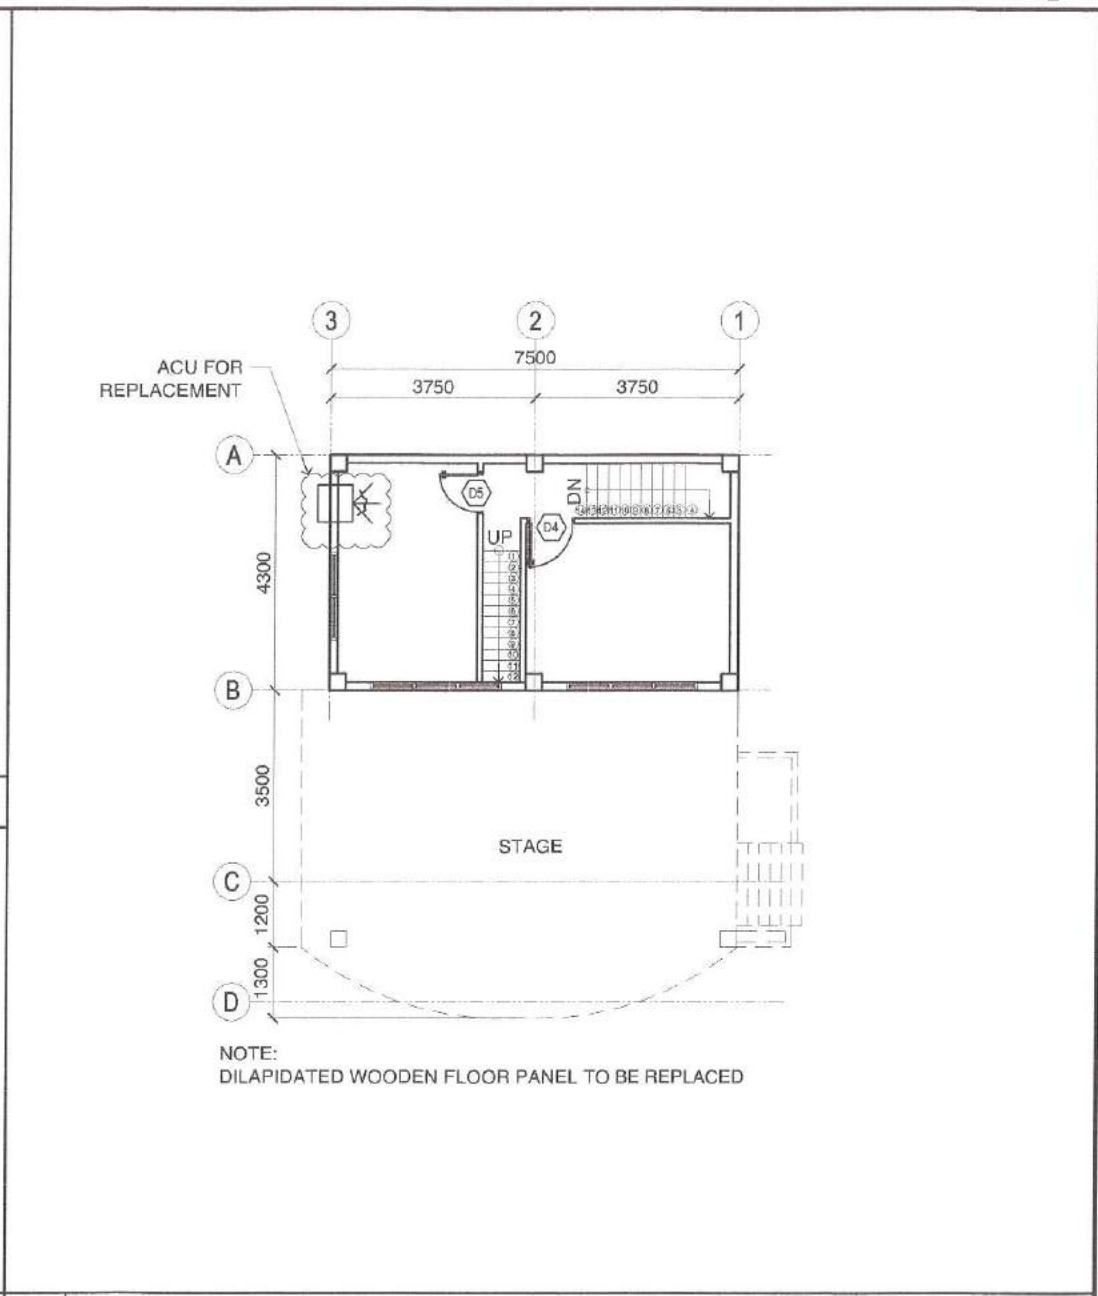 3
2
1
7500
3750
3750
ACU FOR
REPLACEMENT
A
D5
DN
D4
UP
4300
B
3500
STAGE
C
1200
1300
D
NOTE:
DILAPIDATED WOODEN FLOOR PANEL TO BE REPLACED